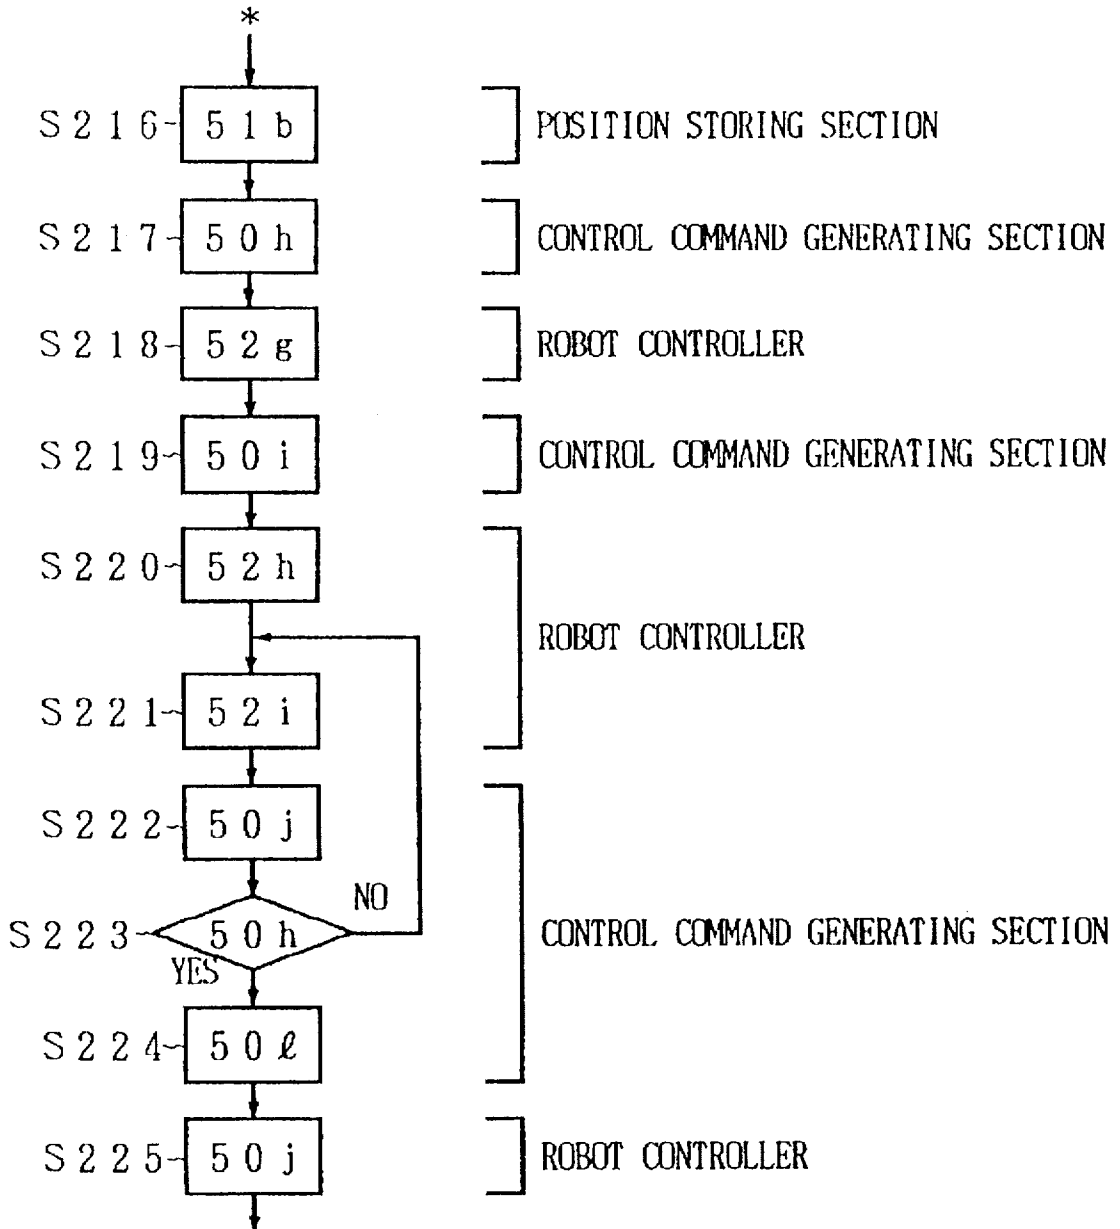 *
S216 51b POSITION STORING SECTION
S217 50h CONTROL COMMAND GENERATING SECTION
S218 52g ROBOT CONTROLLER
S219 50i CONTROL COMMAND GENERATING SECTION
S220 52h
ROBOT CONTROLLER
S221 52i
S222 50j
NO
S223 50h CONTROL COMMAND GENERATING SECTION
YES
S224 50ℓ
S225 50j ROBOT CONTROLLER